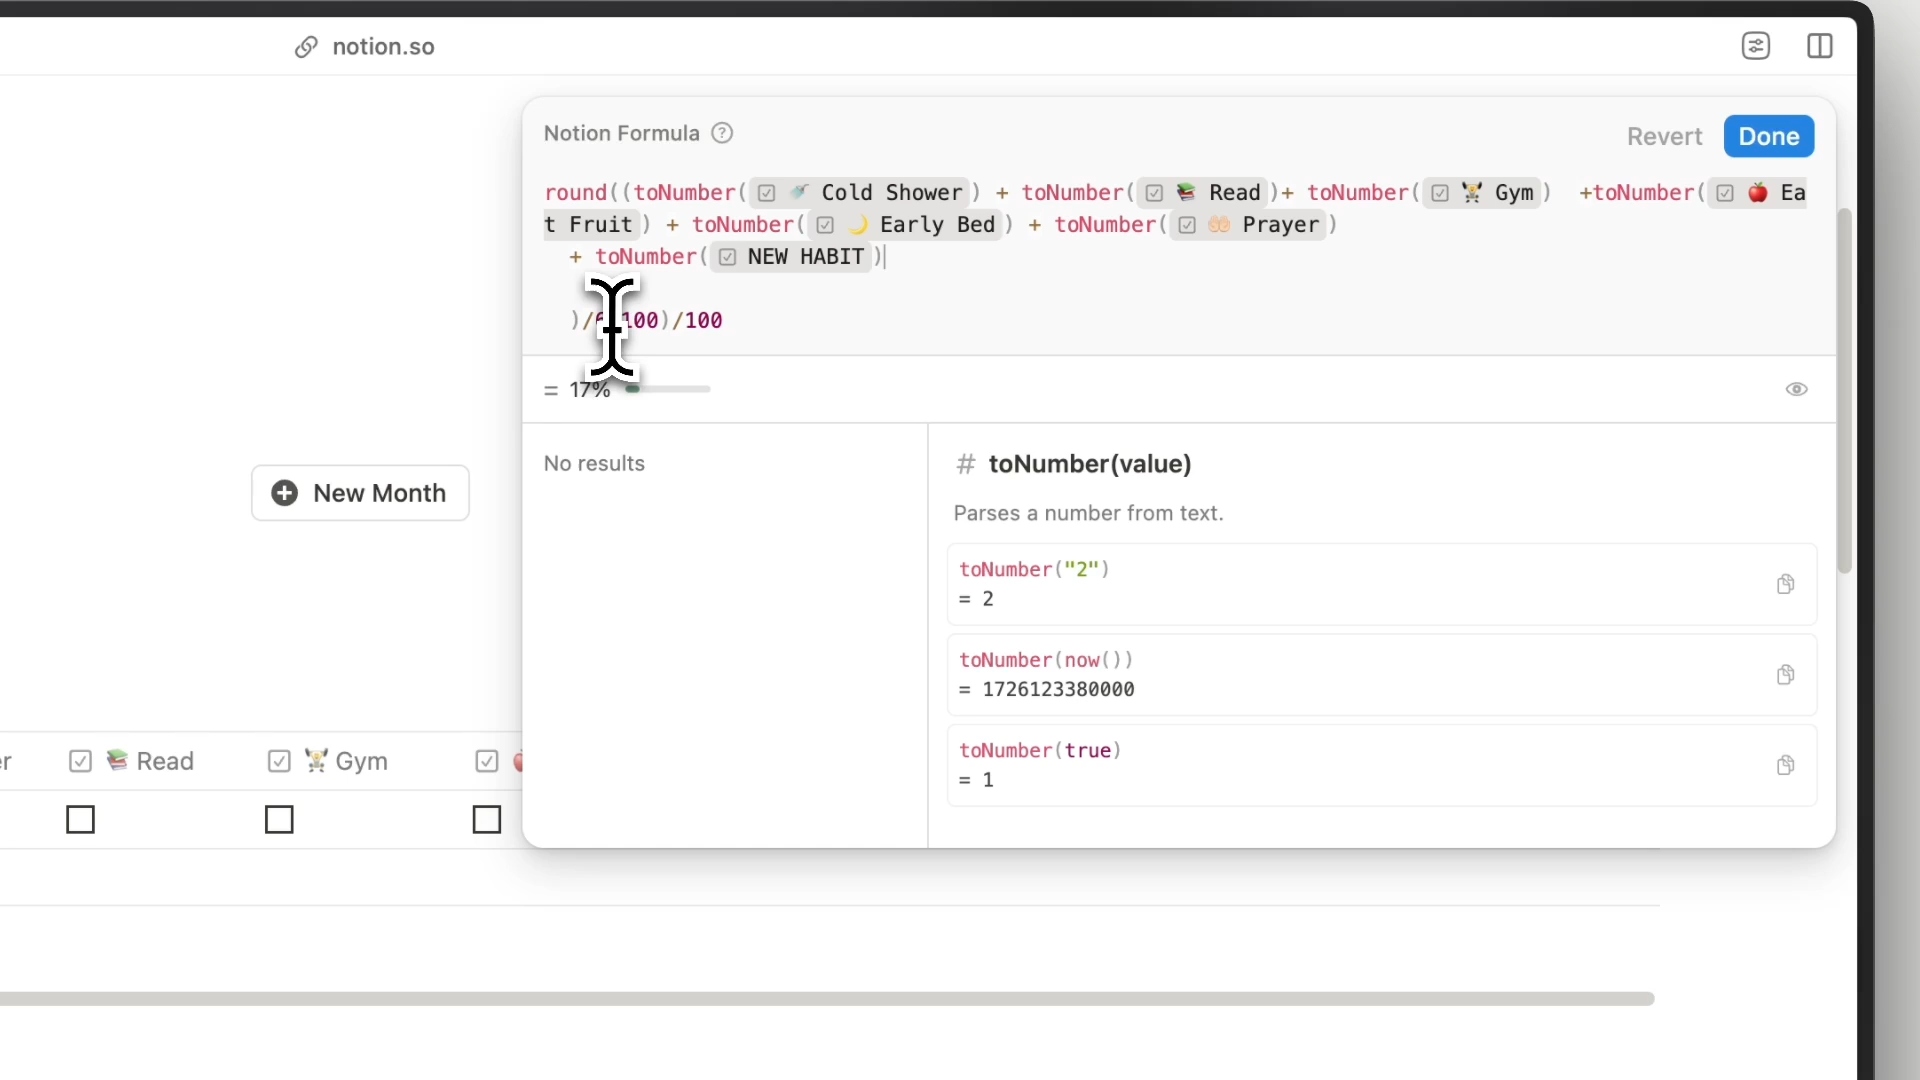 notion.so
Notion Formula
Revert
Done
round((toNumber( Cold Shower) + toNumber( Read)+ toNumber( Gym) +toNumber( Ea
t Fruit) + toNumber( Early Bed) + toNumber( Prayer)
+ toNumber( NEW HABIT)
)/ 100)/100
= 17%
No results
# toNumber(value)
Parses a number from text.
toNumber("2")
= 2
toNumber(now())
= 1726123380000
toNumber(true)
= 1
New Month
Read
Gym